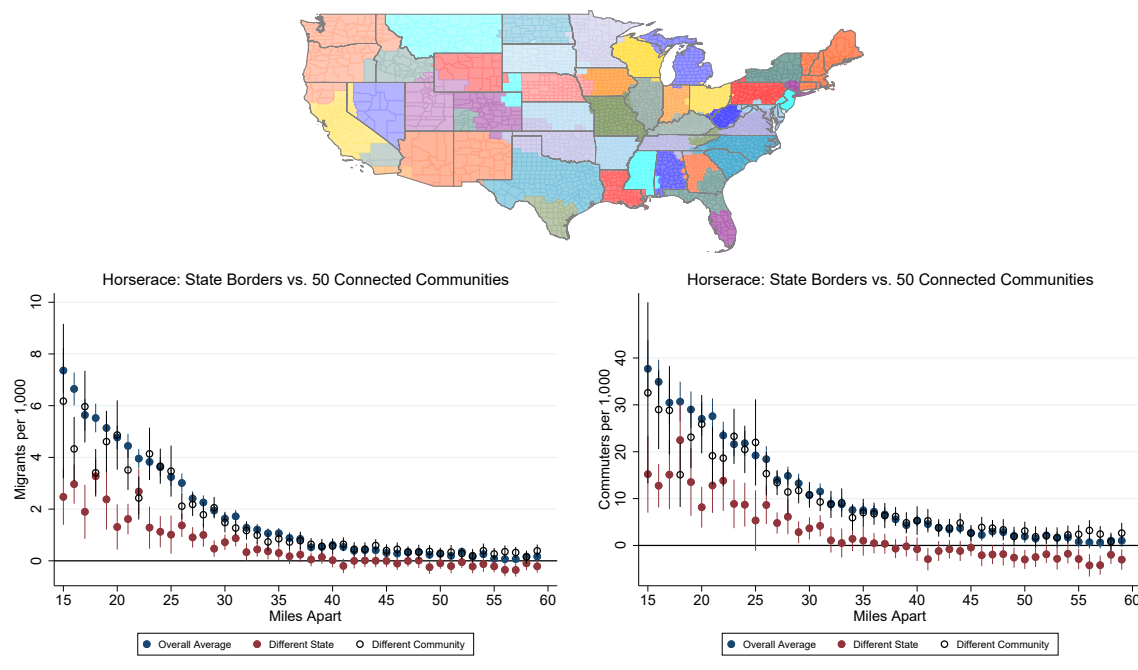 Horserace: State Borders vs. 50 Connected Communities
Migrants per 1,000
10
8
6
4
2
0
15 20 25 30 35 40 45 50 55 60
Miles Apart
Overall Average Different State Different Community
Horserace: State Borders vs. 50 Connected Communities
Commuters per 1,000
40
30
20
10
0
15 20 25 30 35 40 45 50 55 60
Miles Apart
Overall Average Different State Different Community